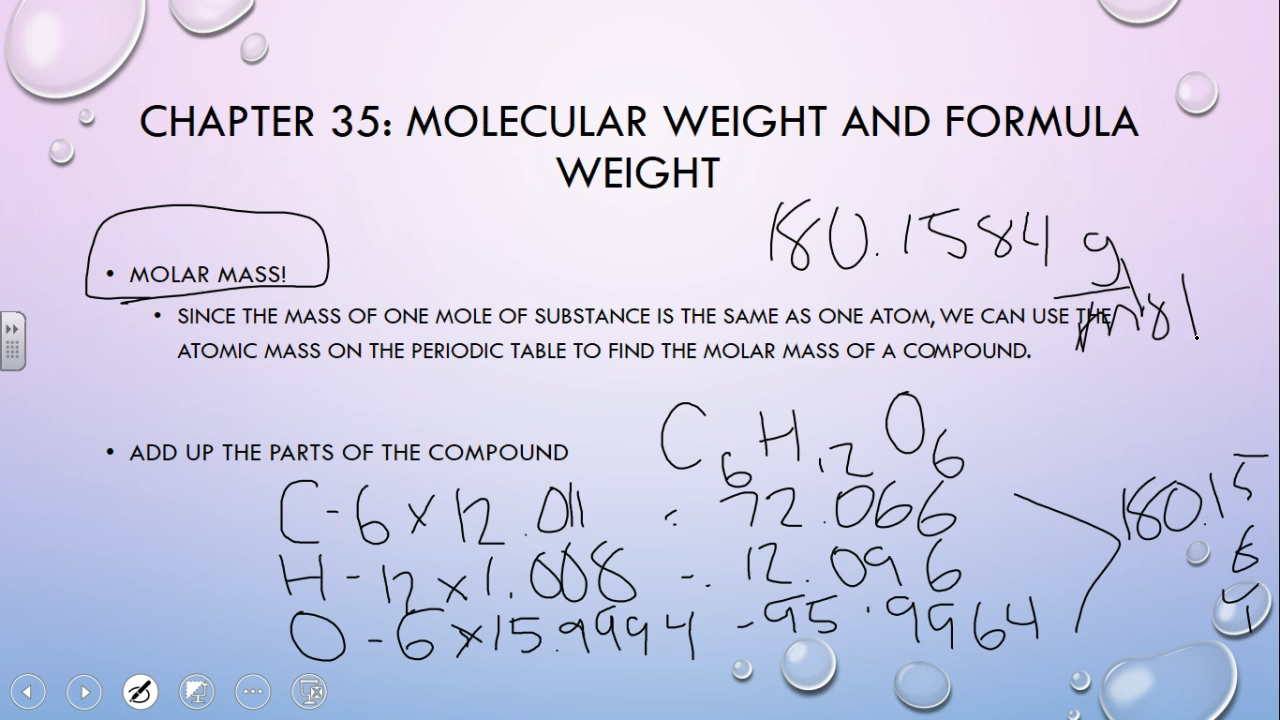 CHAPTER 35: MOLECULAR WEIGHT AND FORMULA
WEIGHT
180.1584 g/mol
• MOLAR MASS!
• SINCE THE MASS OF ONE MOLE OF SUBSTANCE IS THE SAME AS ONE ATOM, WE CAN USE THE
ATOMIC MASS ON THE PERIODIC TABLE TO FIND THE MOLAR MASS OF A COMPOUND.
C6H12O6
• ADD UP THE PARTS OF THE COMPOUND
C - 6 × 12.011 = 72.066
H - 12 × 1.008 = 12.096
O - 6 × 15.9994 - 95.9964
180.15
8
4